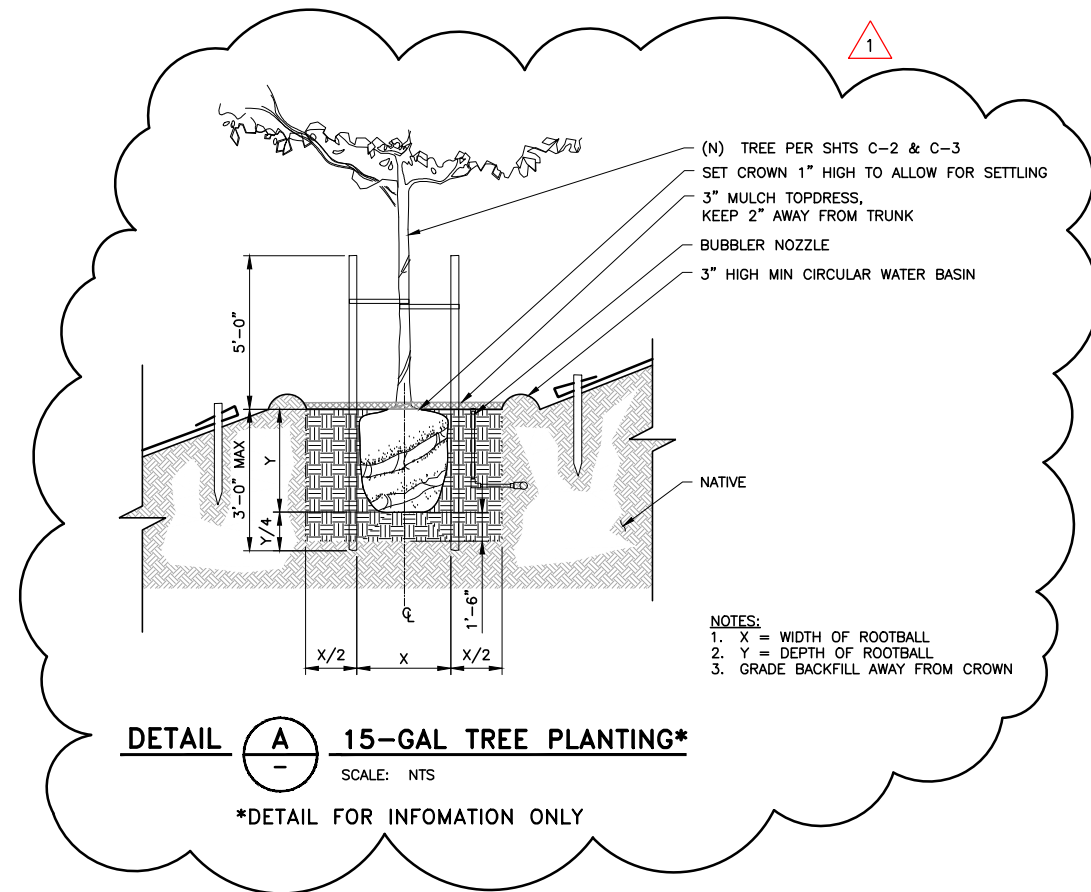 1
(N) TREE PER SHTS C-2 & C-3
SET CROWN 1" HIGH TO ALLOW FOR SETTLING
3" MULCH TOPDRESS,
KEEP 2" AWAY FROM TRUNK
BUBBLER NOZZLE
3" HIGH MIN CIRCULAR WATER BASIN
5'-0"
3'-0" MAX
Y
Y/4
NATIVE
1'-6"
℄
X/2
X
X/2
NOTES:
1. X = WIDTH OF ROOTBALL
2. Y = DEPTH OF ROOTBALL
3. GRADE BACKFILL AWAY FROM CROWN
DETAIL A 15-GAL TREE PLANTING*
-
SCALE: NTS
*DETAIL FOR INFOMATION ONLY